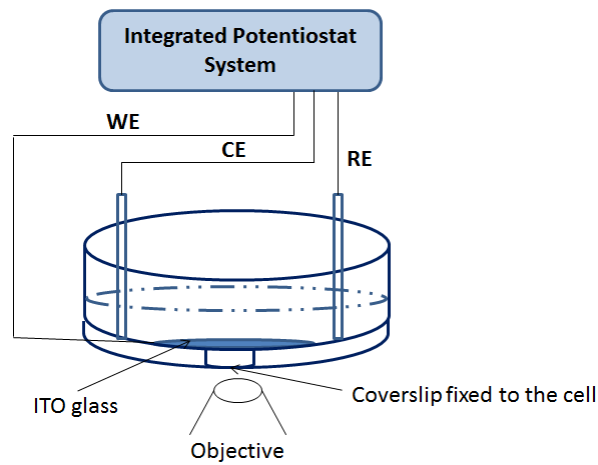 Integrated Potentiostat
System
WE
CE
RE
ITO glass
Coverslip fixed to the cell
Objective